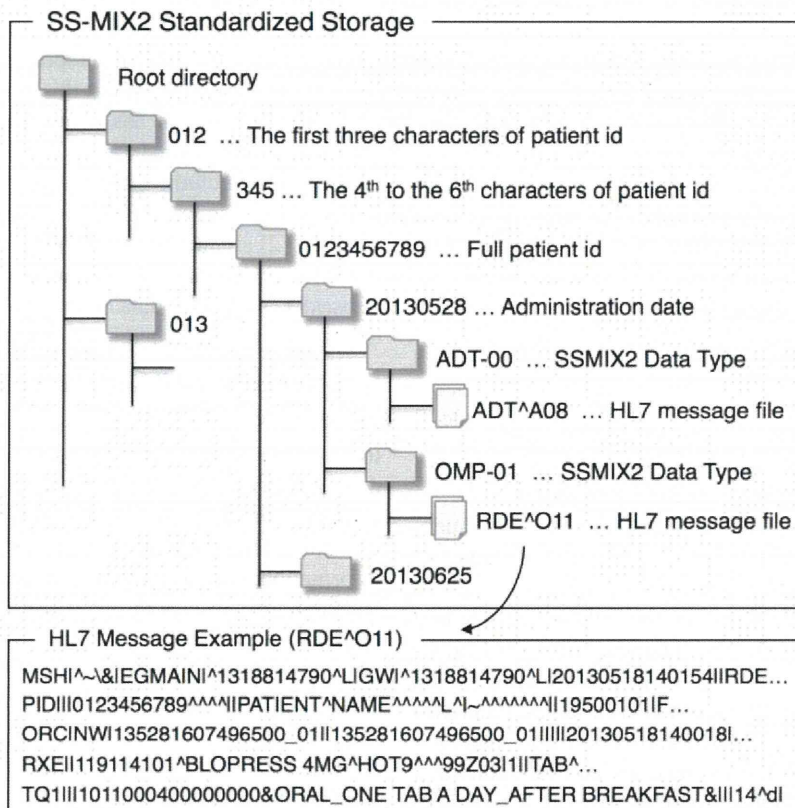 SS-MIX2 Standardized Storage
Root directory
012 ... The first three characters of patient id
345 ... The 4th to the 6th characters of patient id
0123456789 ... Full patient id
20130528 ... Administration date
013
ADT-00 ... SSMIX2 Data Type
ADT^A08 ... HL7 message file
OMP-01 ... SSMIX2 Data Type
RDE^O11 ... HL7 message file
20130625
HL7 Message Example (RDE^O11)
MSH|^~\&|EGMAIN|^1318814790^L|GW|^1318814790^L|20130518140154||RDE...
PID|||0123456789^^^^||PATIENT^NAME^^^^^L^|~^^^^^^^||19500101|F...
ORC|NW|135281607496500_01||135281607496500_01|||||20130518140018|...
RXE||119114101^BLOPRESS 4MG^HOT9^^^99Z03|1||TAB^...
TQ1|||1011000400000000&ORAL_ONE TAB A DAY_AFTER BREAKFAST&|||14^d|